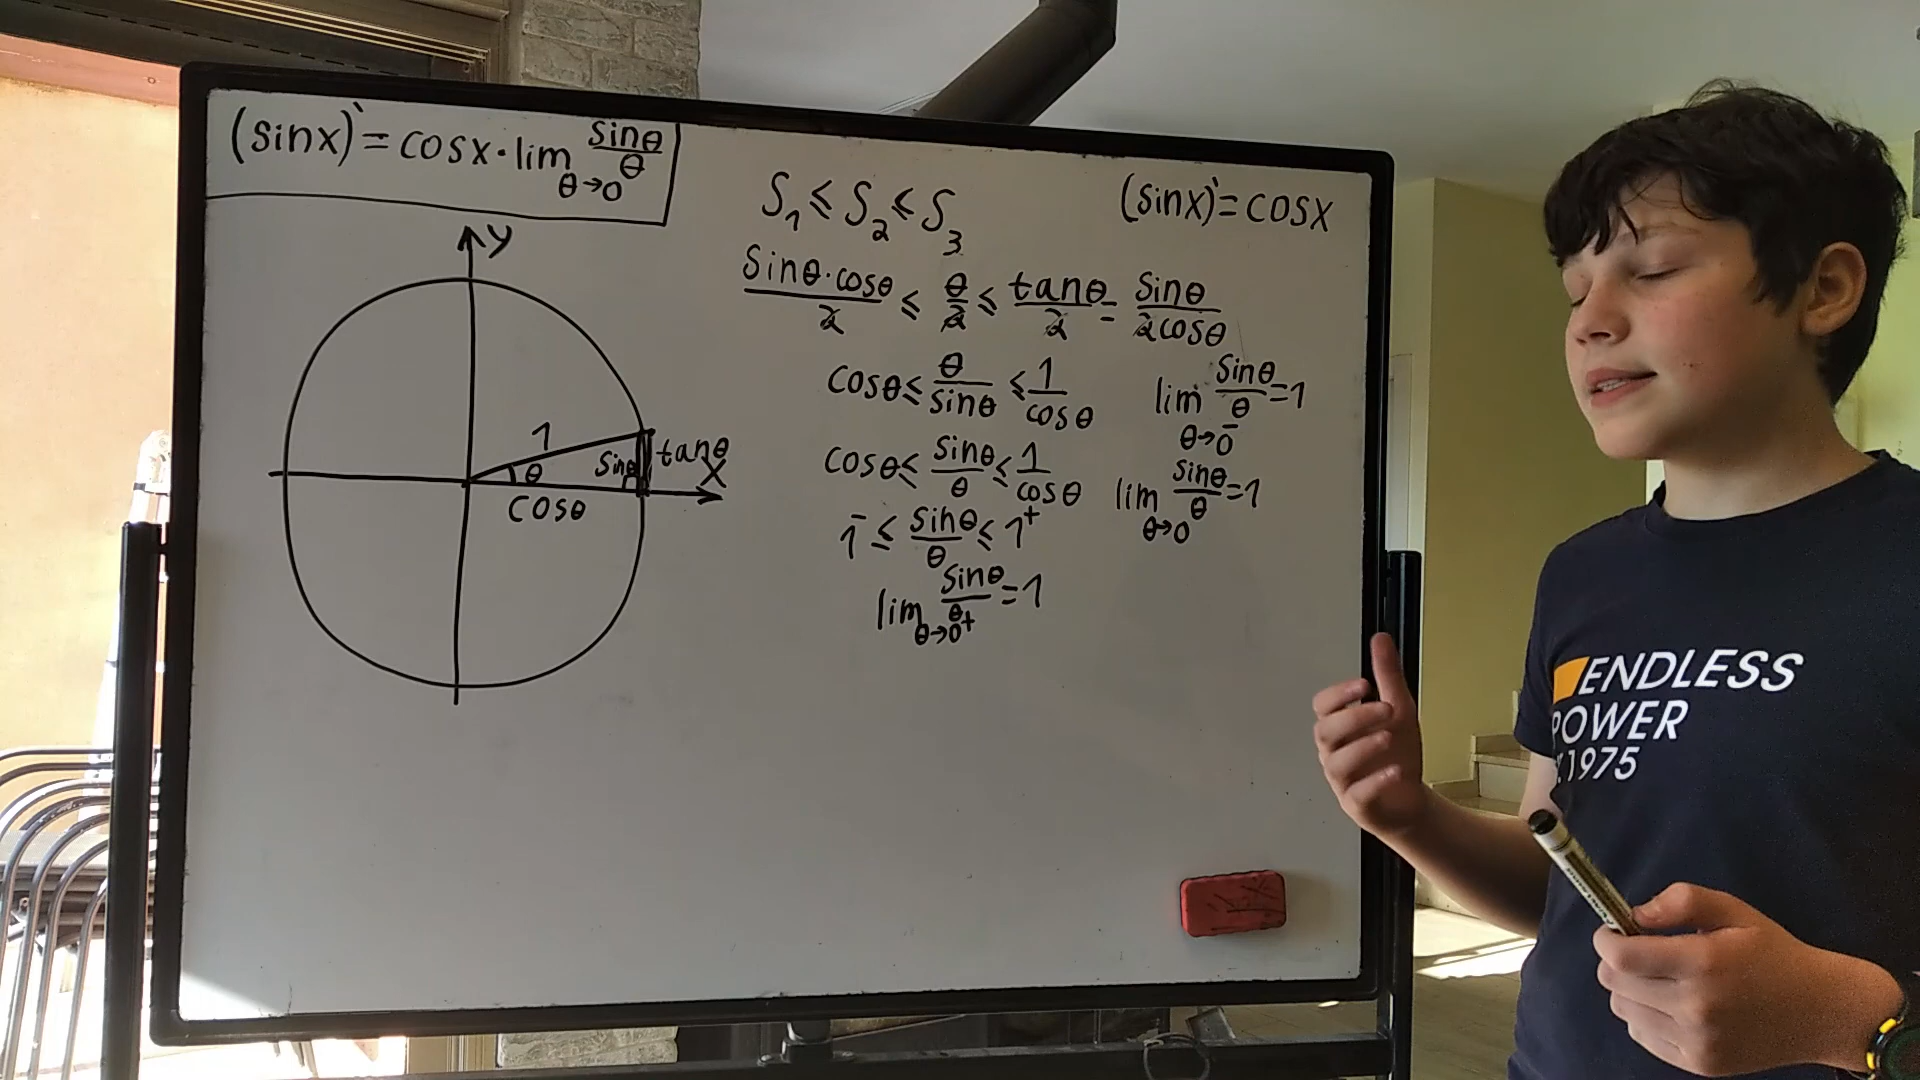 (sinx)`=cosx·lim θ→0 sinθ/θ
y
1
θ
sinθ
tanθ
x
cosθ
S₁ ≤ S₂ ≤ S₃
sinθ·cosθ/2 ≤ θ/2 ≤ tanθ/2 = sinθ/2cosθ
cosθ ≤ θ/sinθ ≤ 1/cosθ
cosθ ≤ sinθ/θ ≤ 1/cosθ
1⁻ ≤ sinθ/θ ≤ 1⁺
lim θ→0⁺ sinθ/θ=1
(sinx)`=cosx
lim θ→0⁻ sinθ/θ=1
lim θ→0 sinθ/θ=1
ENDLESS
POWER
1975